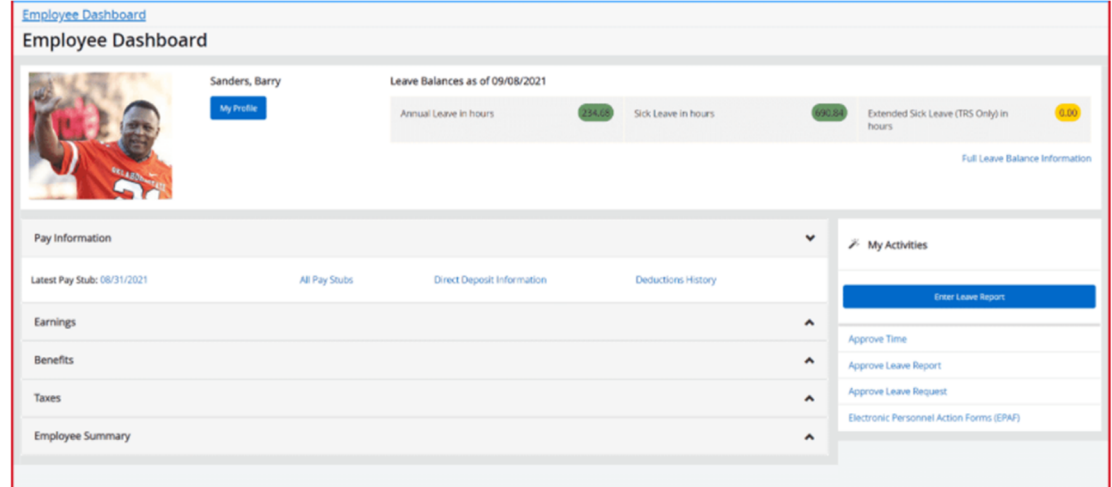 Employee Dashboard
Employee Dashboard
Sanders, Barry
My Profile
Leave Balances as of 09/08/2021
Annual Leave in hours
234.68
Sick Leave in hours
690.84
Extended Sick Leave (TRS Only) in
hours
0.00
Full Leave Balance Information
Pay Information
Latest Pay Stub: 08/31/2021
All Pay Stubs
Direct Deposit Information
Deductions History
Earnings
Benefits
Taxes
Employee Summary
My Activities
Enter Leave Report
Approve Time
Approve Leave Report
Approve Leave Request
Electronic Personnel Action Forms (EPAF)